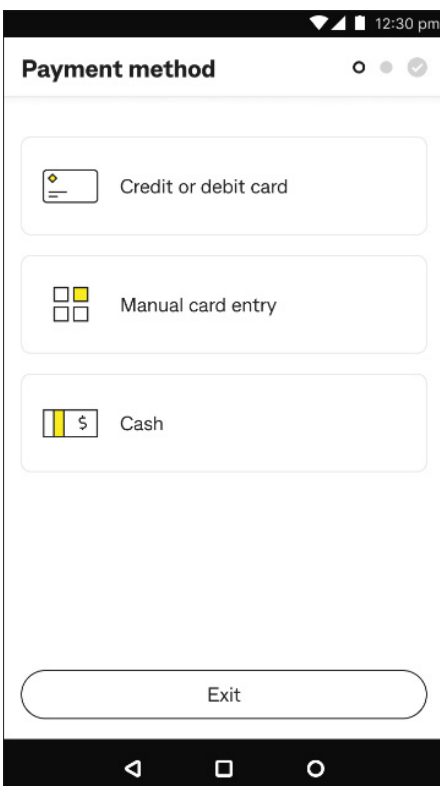 12:30 pm
Payment method
Credit or debit card
Manual card entry
$
Cash
Exit